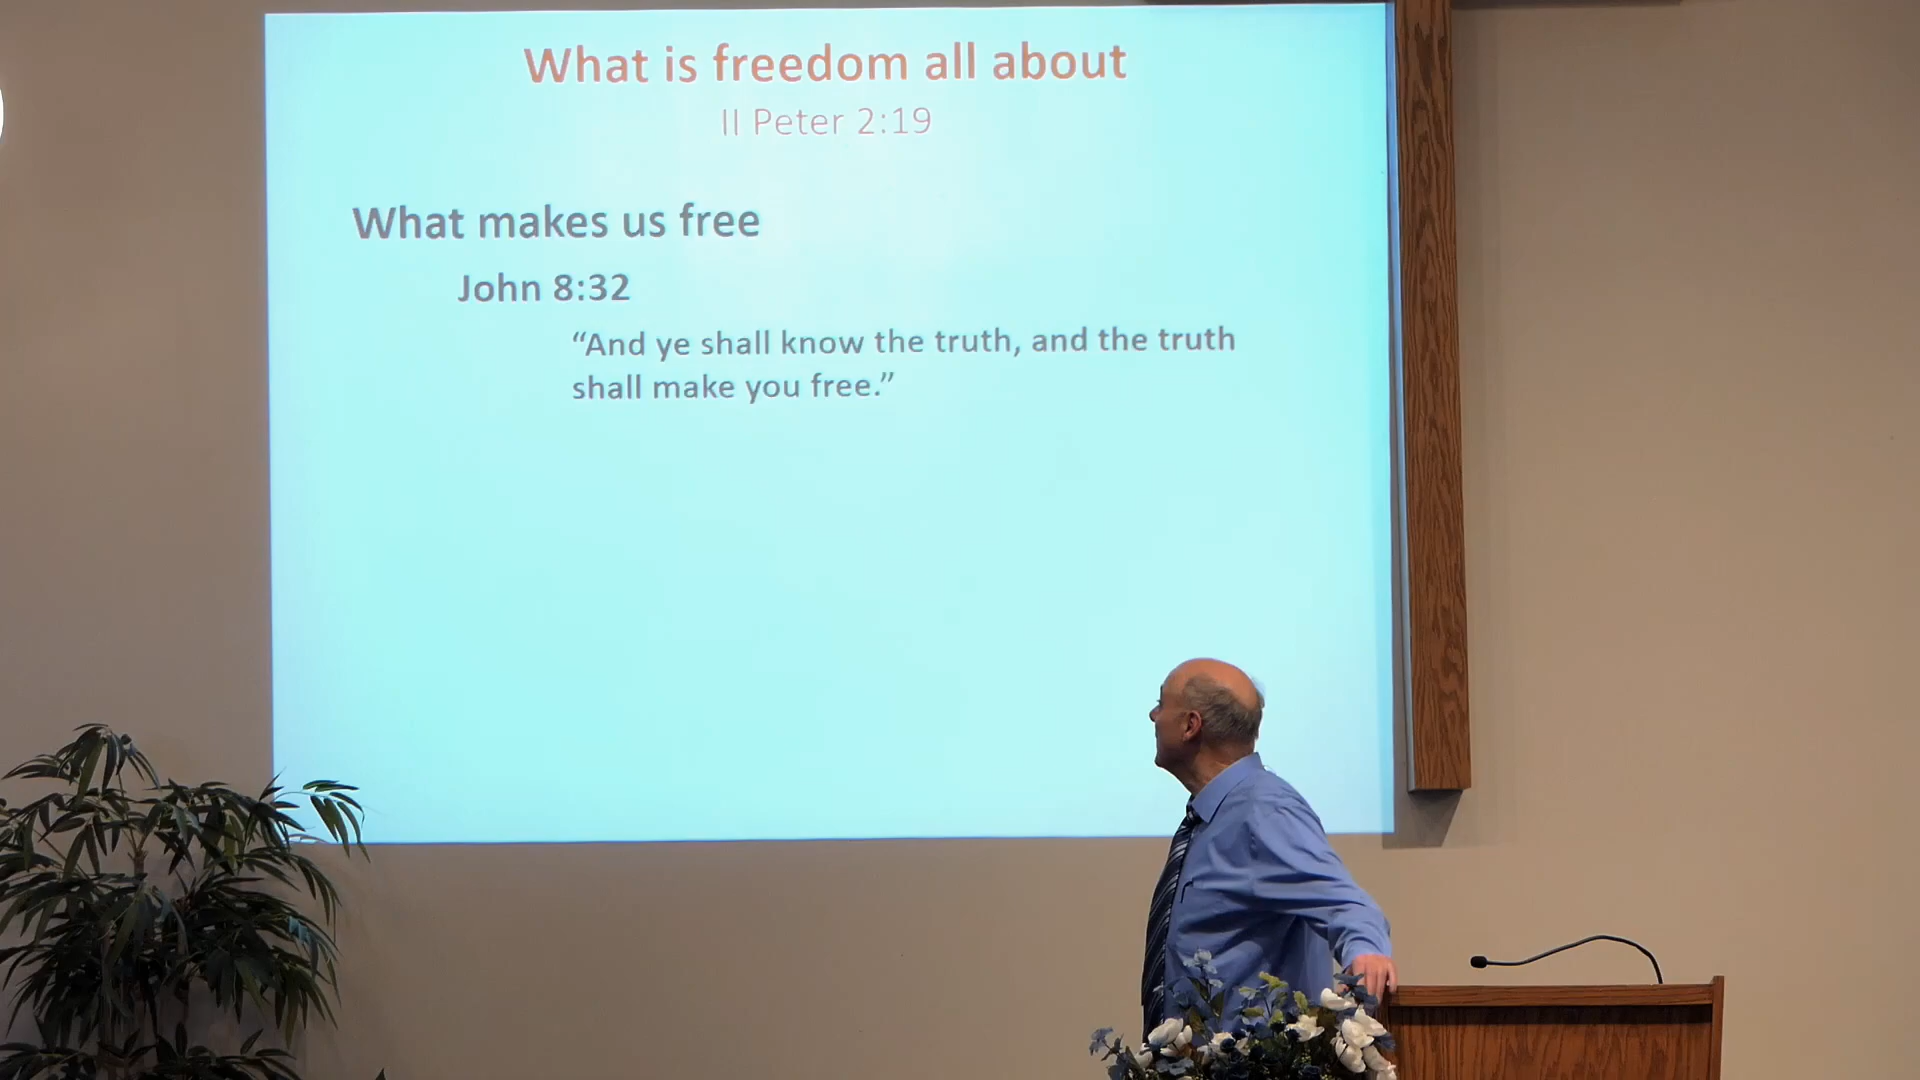 What is freedom all about
II Peter 2:19
What makes us free
John 8:32
“And ye shall know the truth, and the truth
shall make you free.”